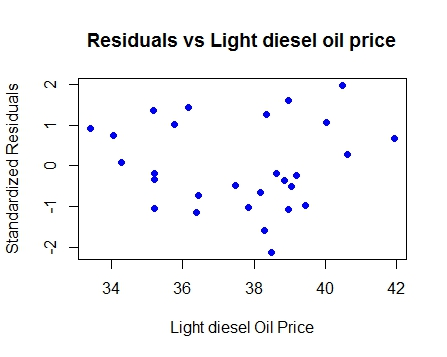 Residuals vs Light diesel oil price
Standardized Residuals
2
1
0
-1
-2
34 36 38 40 42
Light diesel Oil Price